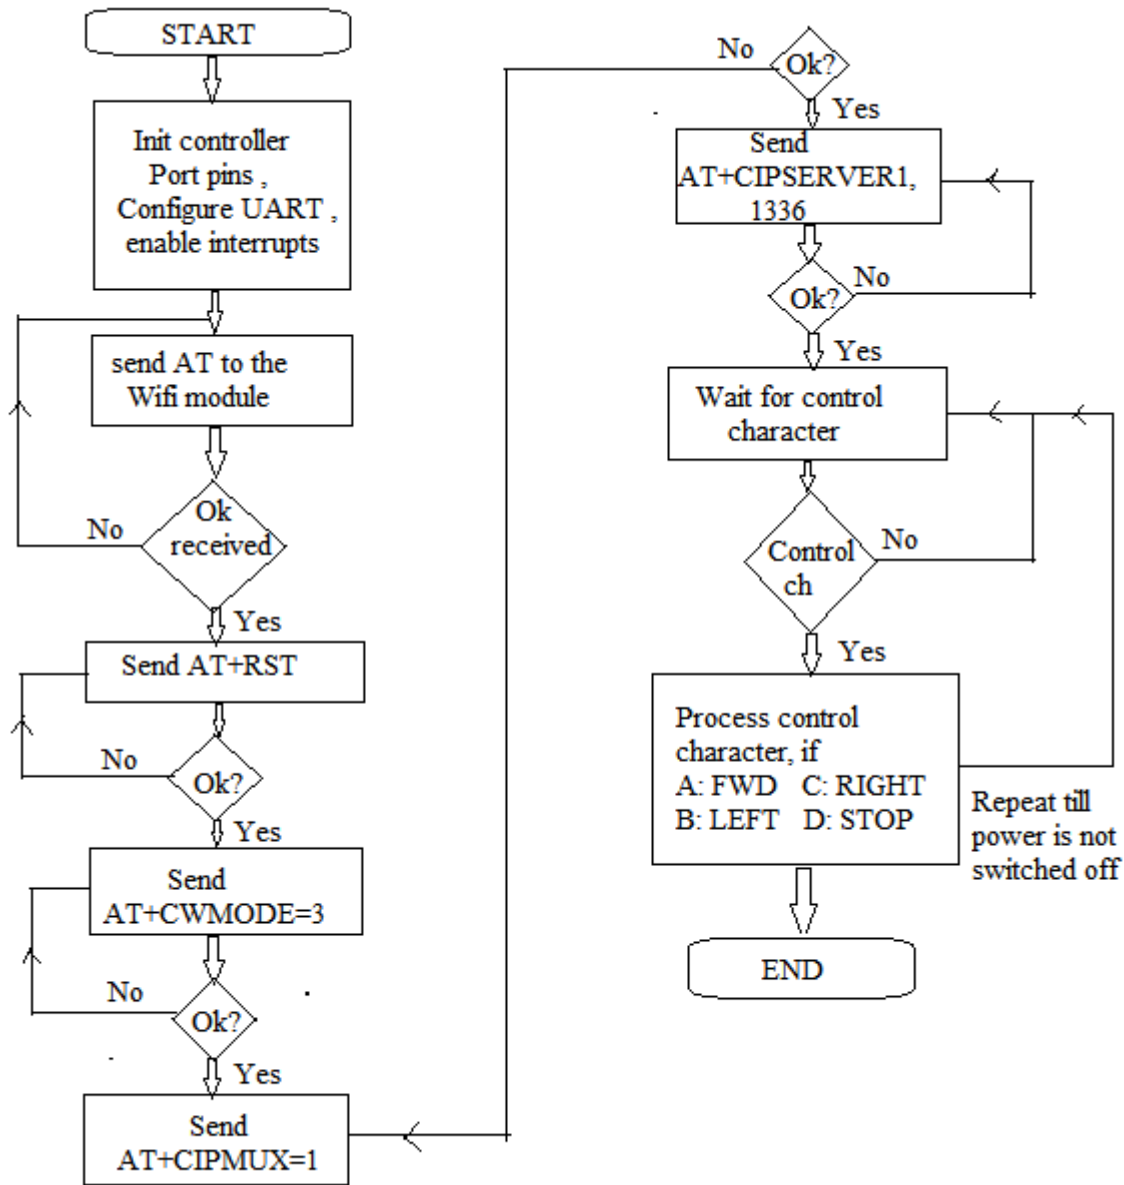 START
Init controller
Port pins ,
Configure UART ,
enable interrupts
send AT to the
Wifi module
Ok
received
No
Yes
Send AT+RST
No
Ok?
Yes
Send
AT+CWMODE=3
No
Ok?
Yes
Send
AT+CIPMUX=1
No
Ok?
Yes
Send
AT+CIPSERVER1,
1336
Ok?
No
Yes
Wait for control
character
Control
ch
No
Yes
Process control
character, if
A: FWD C: RIGHT
B: LEFT D: STOP
Repeat till
power is not
switched off
END